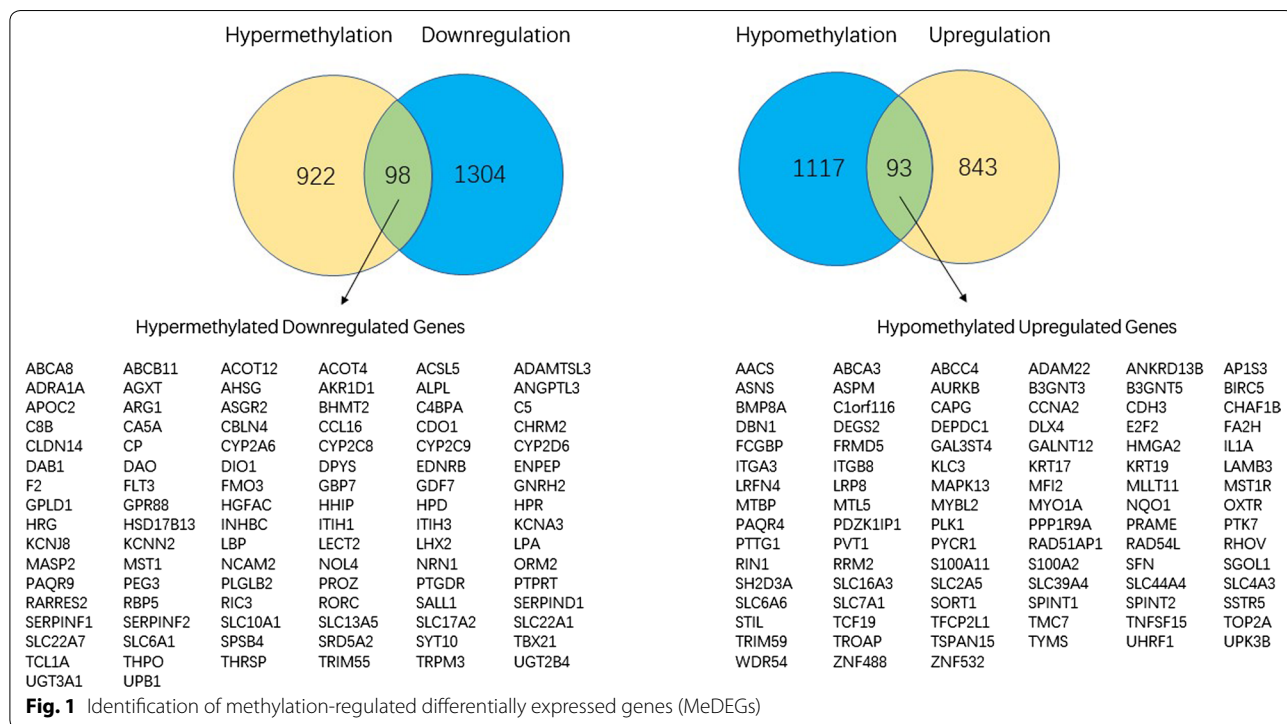 Hypermethylation Downregulation
922 98 1304
Hypermethylated Downregulated Genes
ABCA8 ABCB11 ACOT12 ACOT4 ACSL5 ADAMTSL3
ADRA1A AGXT AHSG AKR1D1 ALPL ANGPTL3
APOC2 ARG1 ASGR2 BHMT2 C4BPA C5
C8B CA5A CBLN4 CCL16 CDO1 CHRM2
CLDN14 CP CYP2A6 CYP2C8 CYP2C9 CYP2D6
DAB1 DAO DIO1 DPYS EDNRB ENPEP
F2 FLT3 FMO3 GBP7 GDF7 GNRH2
GPLD1 GPR88 HGFAC HHIP HPD HPR
HRG HSD17B13 INHBC ITIH1 ITIH3 KCNA3
KCNJ8 KCNN2 LBP LECT2 LHX2 LPA
MASP2 MST1 NCAM2 NOL4 NRN1 ORM2
PAQR9 PEG3 PLGLB2 PROZ PTGDR PTPRT
RARRES2 RBP5 RIC3 RORC SALL1 SERPIND1
SERPINF1 SERPINF2 SLC10A1 SLC13A5 SLC17A2 SLC22A1
SLC22A7 SLC6A1 SPSB4 SRD5A2 SYT10 TBX21
TCL1A THPO THRSP TRIM55 TRPM3 UGT2B4
UGT3A1 UPB1
Hypomethylation Upregulation
1117 93 843
Hypomethylated Upregulated Genes
AACS ABCA3 ABCC4 ADAM22 ANKRD13B AP1S3
ASNS ASPM AURKB B3GNT3 B3GNT5 BIRC5
BMP8A C1orf116 CAPG CCNA2 CDH3 CHAF1B
DBN1 DEGS2 DEPDC1 DLX4 E2F2 FA2H
FCGBP FRMD5 GAL3ST4 GALNT12 HMGA2 IL1A
ITGA3 ITGB8 KLC3 KRT17 KRT19 LAMB3
LRFN4 LRP8 MAPK13 MFI2 MLLT11 MST1R
MTBP MTL5 MYBL2 MYO1A NQO1 OXTR
PAQR4 PDZK1IP1 PLK1 PPP1R9A PRAME PTK7
PTTG1 PVT1 PYCR1 RAD51AP1 RAD54L RHOV
RIN1 RRM2 S100A11 S100A2 SFN SGOL1
SH2D3A SLC16A3 SLC2A5 SLC39A4 SLC44A4 SLC4A3
SLC6A6 SLC7A1 SORT1 SPINT1 SPINT2 SSTR5
STIL TCF19 TFCP2L1 TMC7 TNFSF15 TOP2A
TRIM59 TROAP TSPAN15 TYMS UHRF1 UPK3B
WDR54 ZNF488 ZNF532
Fig. 1 Identification of methylation-regulated differentially expressed genes (MeDEGs)